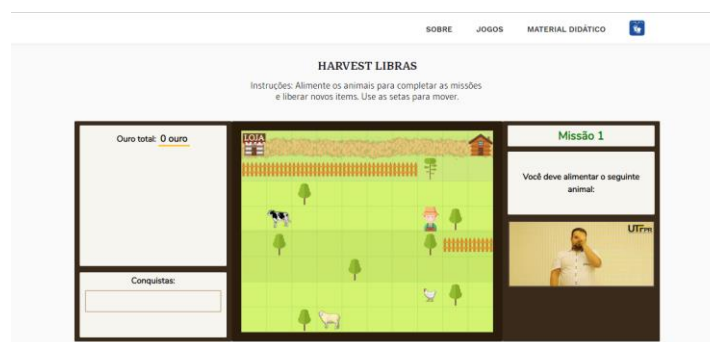 SOBRE JOGOS MATERIAL DIDÁTICO
HARVEST LIBRAS
Instruções: Alimente os animais para completar as missões
e liberar novos items. Use as setas para mover.
Ouro total: 0 ouro
LOJA
Missão 1
Você deve alimentar o seguinte
animal:
Conquistas: